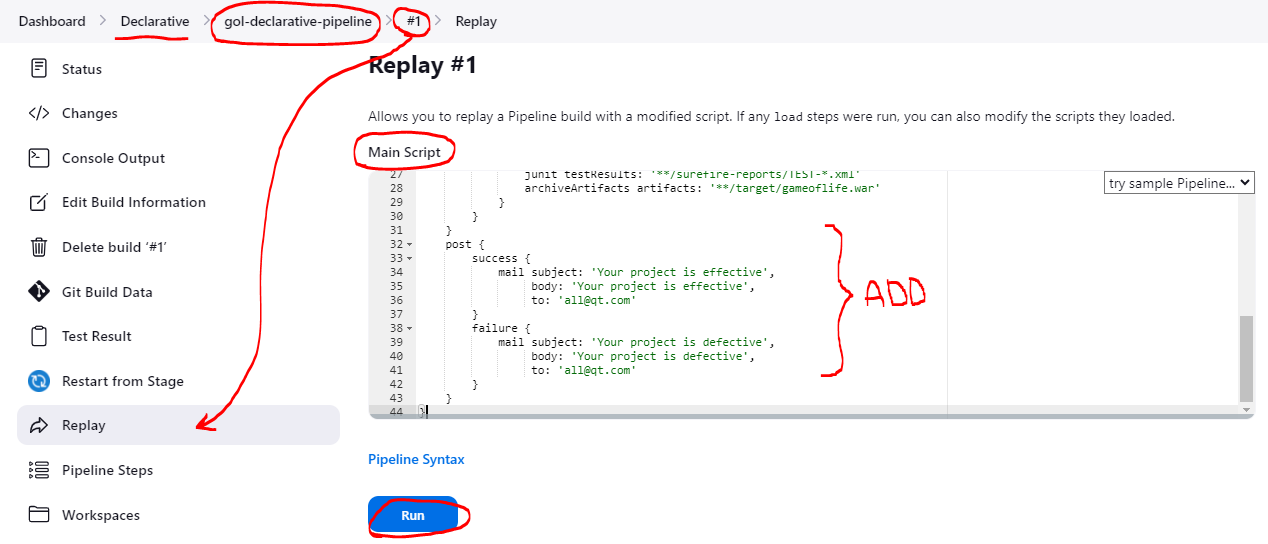 Dashboard > Declarative > gol-declarative-pipeline > #1 > Replay
Status
Changes
Console Output
Edit Build Information
Delete build ‘#1’
Git Build Data
Test Result
Restart from Stage
Replay
Pipeline Steps
Workspaces
Replay #1
Allows you to replay a Pipeline build with a modified script. If any load steps were run, you can also modify the scripts they loaded.
Main Script
try sample Pipeline...
27 junit testResults: '**/surefire-reports/TEST-*.xml'
28 archiveArtifacts artifacts: '**/target/gameoflife.war'
29 }
30 }
31 }
32 post {
33 success {
34 mail subject: 'Your project is effective',
35 body: 'Your project is effective',
36 to: 'all@qt.com'
37 }
38 failure {
39 mail subject: 'Your project is defective',
40 body: 'Your project is defective',
41 to: 'all@qt.com'
42 }
43 }
44 }
ADD
Pipeline Syntax
Run